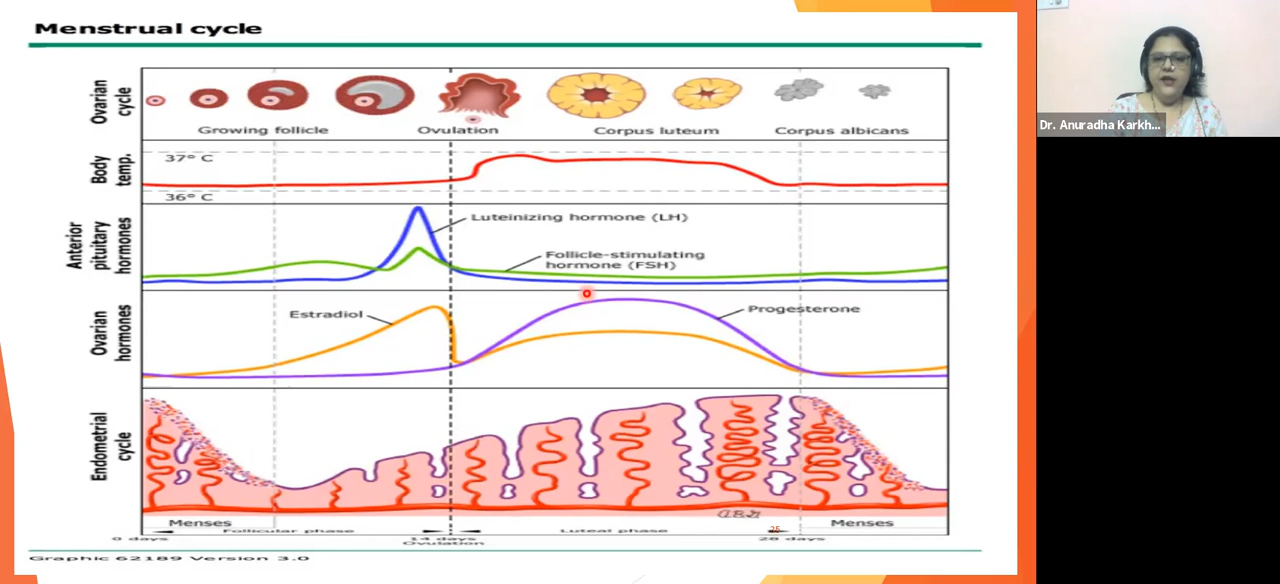 Menstrual cycle
Ovarian cycle
Growing follicle
Ovulation
Corpus luteum
Corpus albicans
Body temp.
37° C
36° C
Anterior pituitary hormones
Luteinizing hormone (LH)
Follicle-stimulating
hormone (FSH)
Ovarian hormones
Estradiol
Progesterone
Endometrial cycle
Menses
Follicular phase
Luteal phase
25
Menses
0 days
14 days
Ovulation
28 days
Graphic 62189 Version 3.0
Dr. Anuradha Karkh...